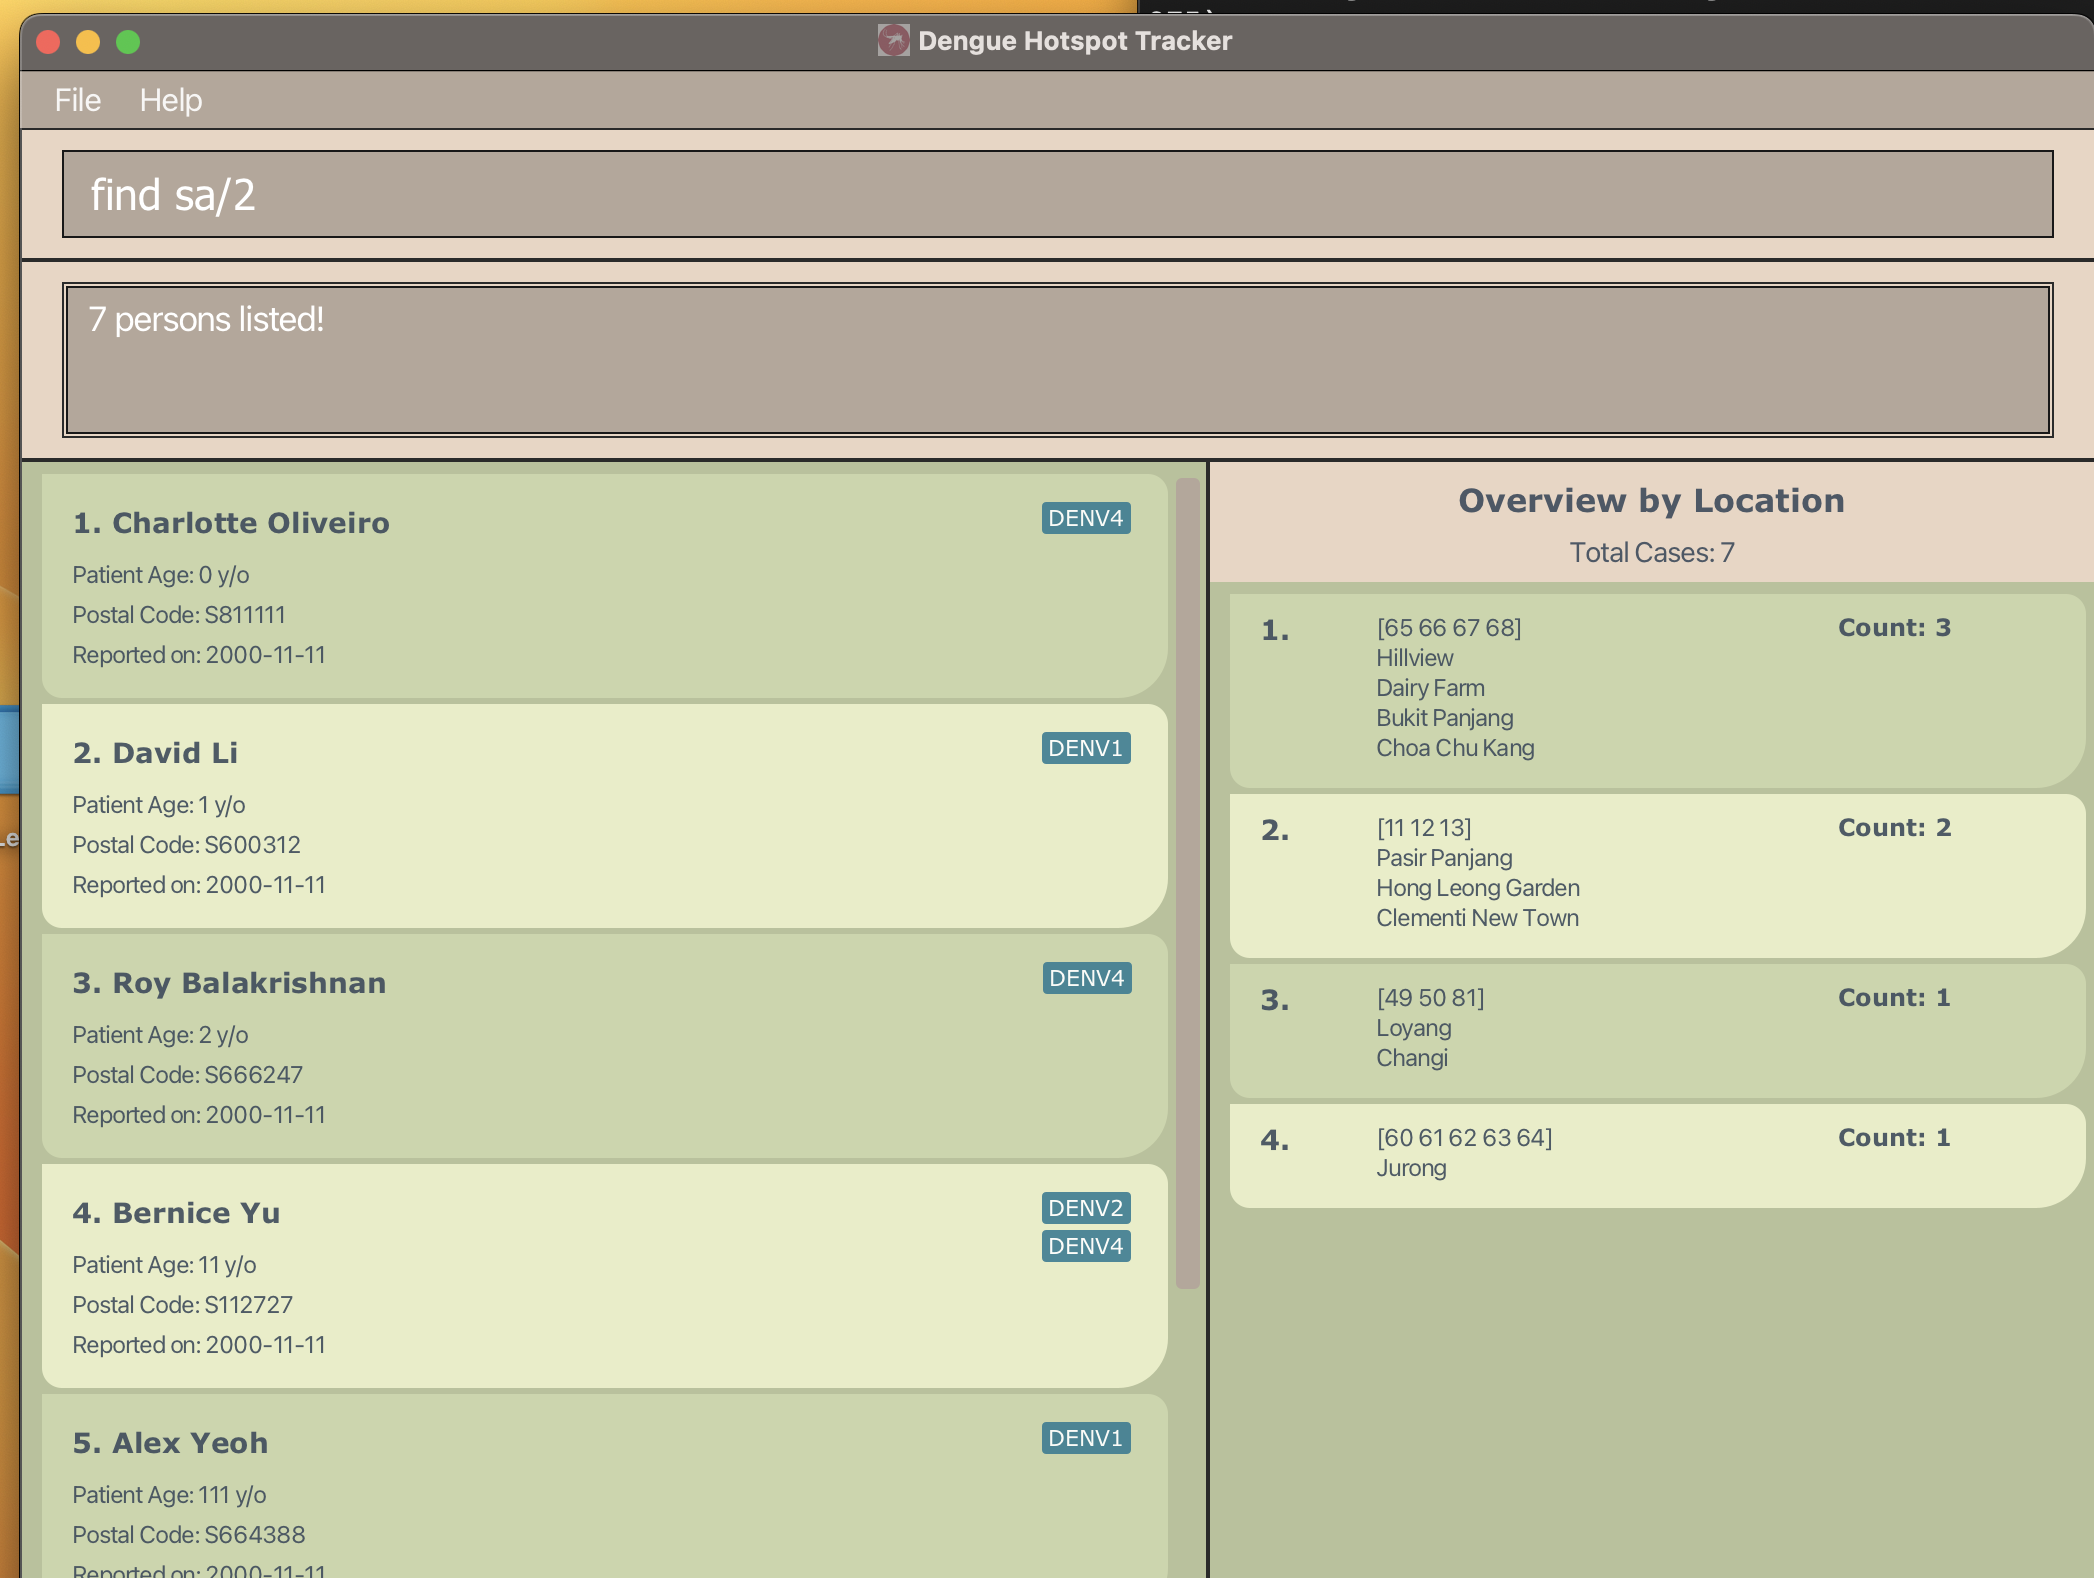 Dengue Hotspot Tracker
File Help
find sa/2
7 persons listed!
1. Charlotte Oliveiro
DENV4
Patient Age: 0 y/o
Postal Code: S811111
Reported on: 2000-11-11
2. David Li
DENV1
Patient Age: 1 y/o
Postal Code: S600312
Reported on: 2000-11-11
3. Roy Balakrishnan
DENV4
Patient Age: 2 y/o
Postal Code: S666247
Reported on: 2000-11-11
4. Bernice Yu
DENV2
DENV4
Patient Age: 11 y/o
Postal Code: S112727
Reported on: 2000-11-11
5. Alex Yeoh
DENV1
Patient Age: 111 y/o
Postal Code: S664388
Reported on: 2000-11-11
Overview by Location
Total Cases: 7
1. [65 66 67 68] Count: 3
Hillview
Dairy Farm
Bukit Panjang
Choa Chu Kang
2. [11 12 13] Count: 2
Pasir Panjang
Hong Leong Garden
Clementi New Town
3. [49 50 81] Count: 1
Loyang
Changi
4. [60 61 62 63 64] Count: 1
Jurong